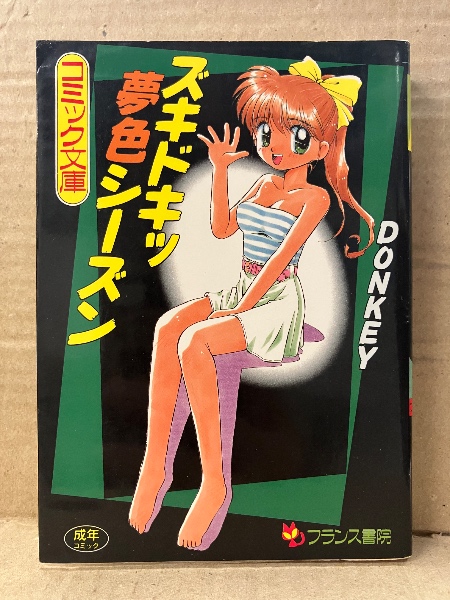 コミック文庫
ズキドキッ
夢色シーズン
DONKEY
成年
コミック
フランス書院